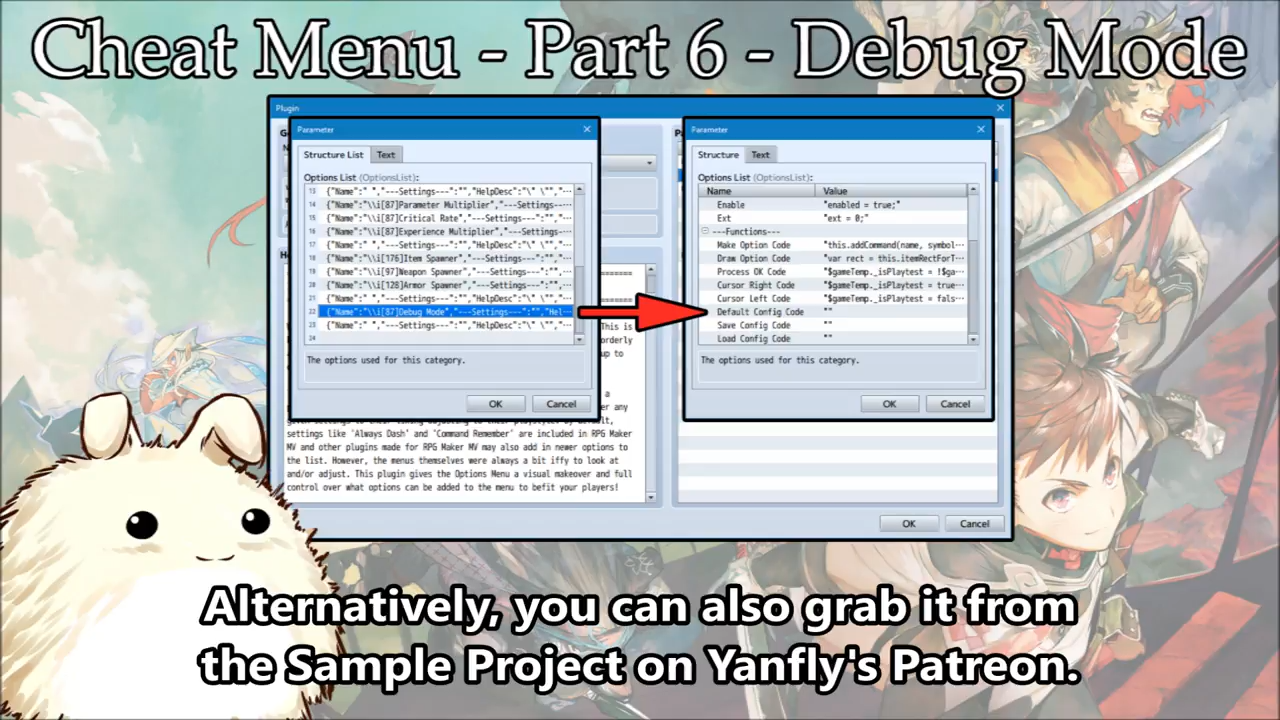 Cheat Menu - Part 6 - Debug Mode
Plugin
Parameter
Structure List Text
Options List (OptionsList):
13 {"Name":" ","---Settings---":"","HelpDesc":"\" \"",···
14 {"Name":"\\i[87]Parameter Multiplier","---Settings-···
15 {"Name":"\\i[87]Critical Rate","---Settings---":"",···
16 {"Name":"\\i[87]Experience Multiplier","---Settings···
17 {"Name":" ","---Settings---":"","HelpDesc":"\" \"",···
18 {"Name":"\\i[176]Item Spawner","---Settings---":"",···
19 {"Name":"\\i[97]Weapon Spawner","---Settings---":""···
20 {"Name":"\\i[128]Armor Spawner","---Settings---":""···
21 {"Name":" ","---Settings---":"","HelpDesc":"\" \"",···
22 {"Name":"\\i[87]Debug Mode","---Settings---":"","Hel···
23 {"Name":" ","---Settings---":"","HelpDesc":"\" \"",···
24
The options used for this category.
OK Cancel
Parameter
Structure Text
Options List (OptionsList):
Name Value
Enable "enabled = true;"
Ext "ext = 0;"
---Functions---
Make Option Code "this.addCommand(name, symbol···
Draw Option Code "var rect = this.itemRectForT···
Process OK Code "$gameTemp._isPlaytest = !$ga···
Cursor Right Code "$gameTemp._isPlaytest = true···
Cursor Left Code "$gameTemp._isPlaytest = fals···
Default Config Code ""
Save Config Code ""
Load Config Code ""
The options used for this category.
OK Cancel
This is
orderly
up to
a
er any
settings like 'Always Dash' and 'Command Remember' are included in RPG Maker
MV and other plugins made for RPG Maker MV may also add in newer options to
the list. However, the menus themselves were always a bit iffy to look at
and/or adjust. This plugin gives the Options Menu a visual makeover and full
control over what options can be added to the menu to befit your players!
OK Cancel
Alternatively, you can also grab it from
the Sample Project on Yanfly's Patreon.